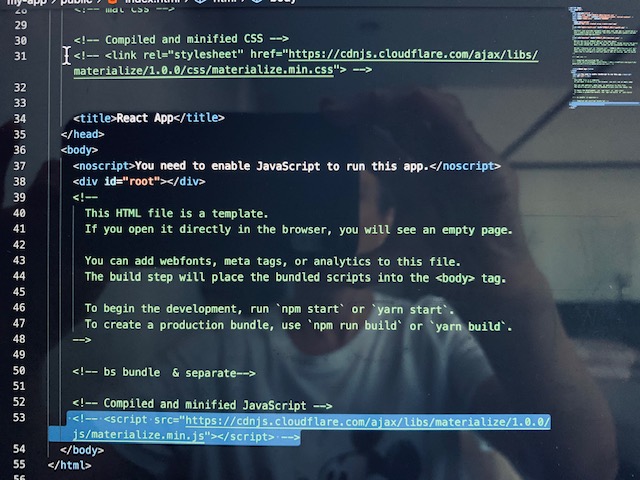 my-app > public > index.html > html > body
28 <!-- mat css -->
29
30 <!-- Compiled and minified CSS -->
31 <!-- <link rel="stylesheet" href="https://cdnjs.cloudflare.com/ajax/libs/
materialize/1.0.0/css/materialize.min.css"> -->
32
33
34 <title>React App</title>
35 </head>
36 <body>
37 <noscript>You need to enable JavaScript to run this app.</noscript>
38 <div id="root"></div>
39 <!--
40 This HTML file is a template.
41 If you open it directly in the browser, you will see an empty page.
42
43 You can add webfonts, meta tags, or analytics to this file.
44 The build step will place the bundled scripts into the <body> tag.
45
46 To begin the development, run `npm start` or `yarn start`.
47 To create a production bundle, use `npm run build` or `yarn build`.
48 -->
49
50 <!-- bs bundle  & separate-->
51
52 <!-- Compiled and minified JavaScript -->
53 <!-- <script src="https://cdnjs.cloudflare.com/ajax/libs/materialize/1.0.0/
js/materialize.min.js"></script> -->
54 </body>
55 </html>
56